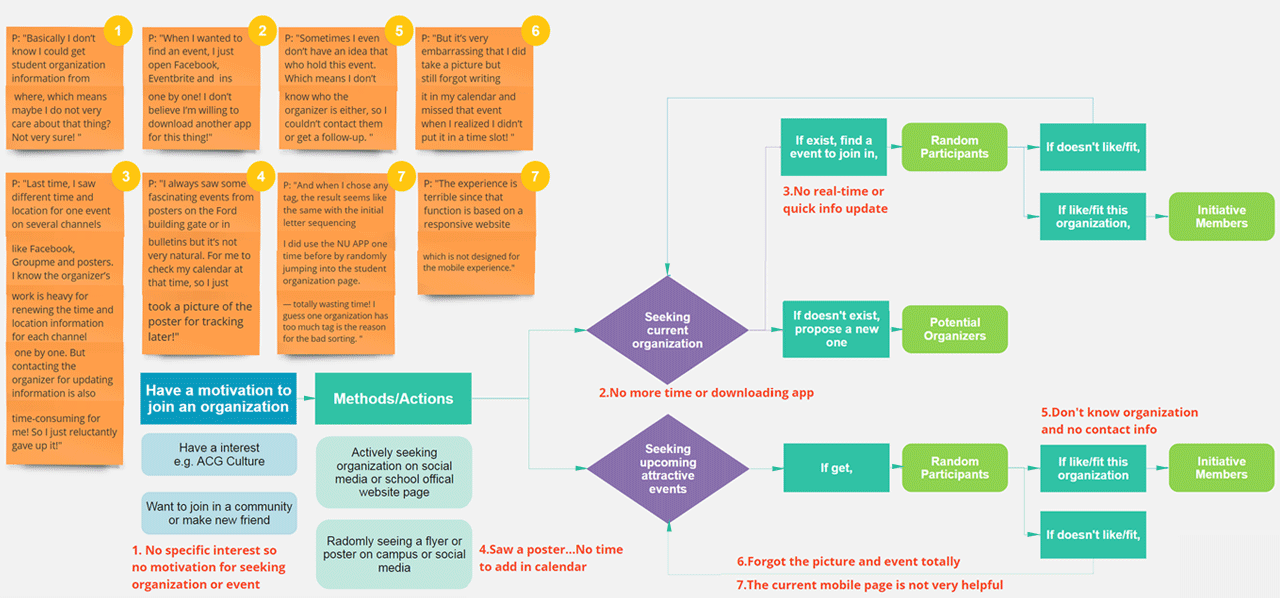 1
P: "Basically I don't
know I could get
student organization
information from
where, which means
maybe I do not very
care about that thing?
Not very sure! "
2
P: "When I wanted to
find an event, I just
open Facebook,
Eventbrite and ins
one by one! I don't
believe I'm willing to
download another app
for this thing!"
5
P: "Sometimes I even
don't have an idea that
who hold this event.
Which means I don't
know who the
organizer is either, so I
couldn't contact them
or get a follow-up. "
6
P: "But it's very
embarrassing that I did
take a picture but
still forgot writing
it in my calendar and
missed that event
when I realized I didn't
put it in a time slot! "
3
P: "Last time, I saw
different time and
location for one event
on several channels
like Facebook,
Groupme and posters.
I know the organizer's
work is heavy for
renewing the time and
location information
for each channel
one by one. But
contacting the
organizer for updating
information is also
time-consuming for
me! So I just reluctantly
gave up it!"
4
P: "I always saw some
fascinating events from
posters on the Ford
building gate or in
bulletins but it's not
very natural. For me to
check my calendar at
that time, so I just
took a picture of the
poster for tracking
later!"
7
P: "And when I chose any
tag, the result seems like
the same with the initial
letter sequencing
I did use the NU APP one
time before by randomly
jumping into the student
organization page.
— totally wasting time! I
guess one organization has
too much tag is the reason
for the bad sorting. "
7
P: "The experience is
terrible since that
function is based on a
responsive website
which is not designed for
the mobile experience."
Have a motivation to
join an organization
Have a interest
e.g. ACG Culture
Want to join in a community
or make new friend
1. No specific interest so
no motivation for seeking
organization or event
Methods/Actions
Actively seeking
organization on social
media or school offical
website page
Radomly seeing a flyer or
poster on campus or social
media
4.Saw a poster...No time
to add in calendar
Seeking
current
organization
2.No more time or downloading app
If exist, find a
event to join in,
3.No real-time or
quick info update
Random
Participants
If doesn't like/fit,
If like/fit this
organization,
Initiative
Members
If doesn't exist,
propose a new
one
Potential
Organizers
Seeking
upcoming
attractive
events
If get,
Random
Participants
5.Don't know organization
and no contact info
If like/fit this
organization
Initiative
Members
If doesn't like/fit,
6.Forgot the picture and event totally
7.The current mobile page is not very helpful